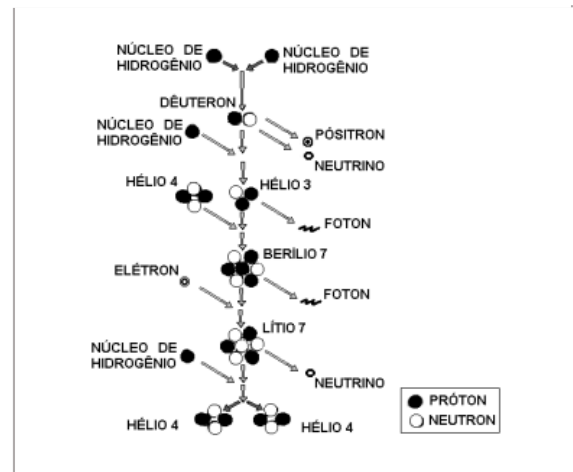 NÚCLEO DE
HIDROGÊNIO
NÚCLEO DE
HIDROGÊNIO
DÊUTERON
NÚCLEO DE
HIDROGÊNIO
PÓSITRON
NEUTRINO
HÉLIO 4
HÉLIO 3
FOTON
BERÍLIO 7
ELÉTRON
FOTON
LÍTIO 7
NÚCLEO DE
HIDROGÊNIO
NEUTRINO
HÉLIO 4
HÉLIO 4
PRÓTON
NEUTRON